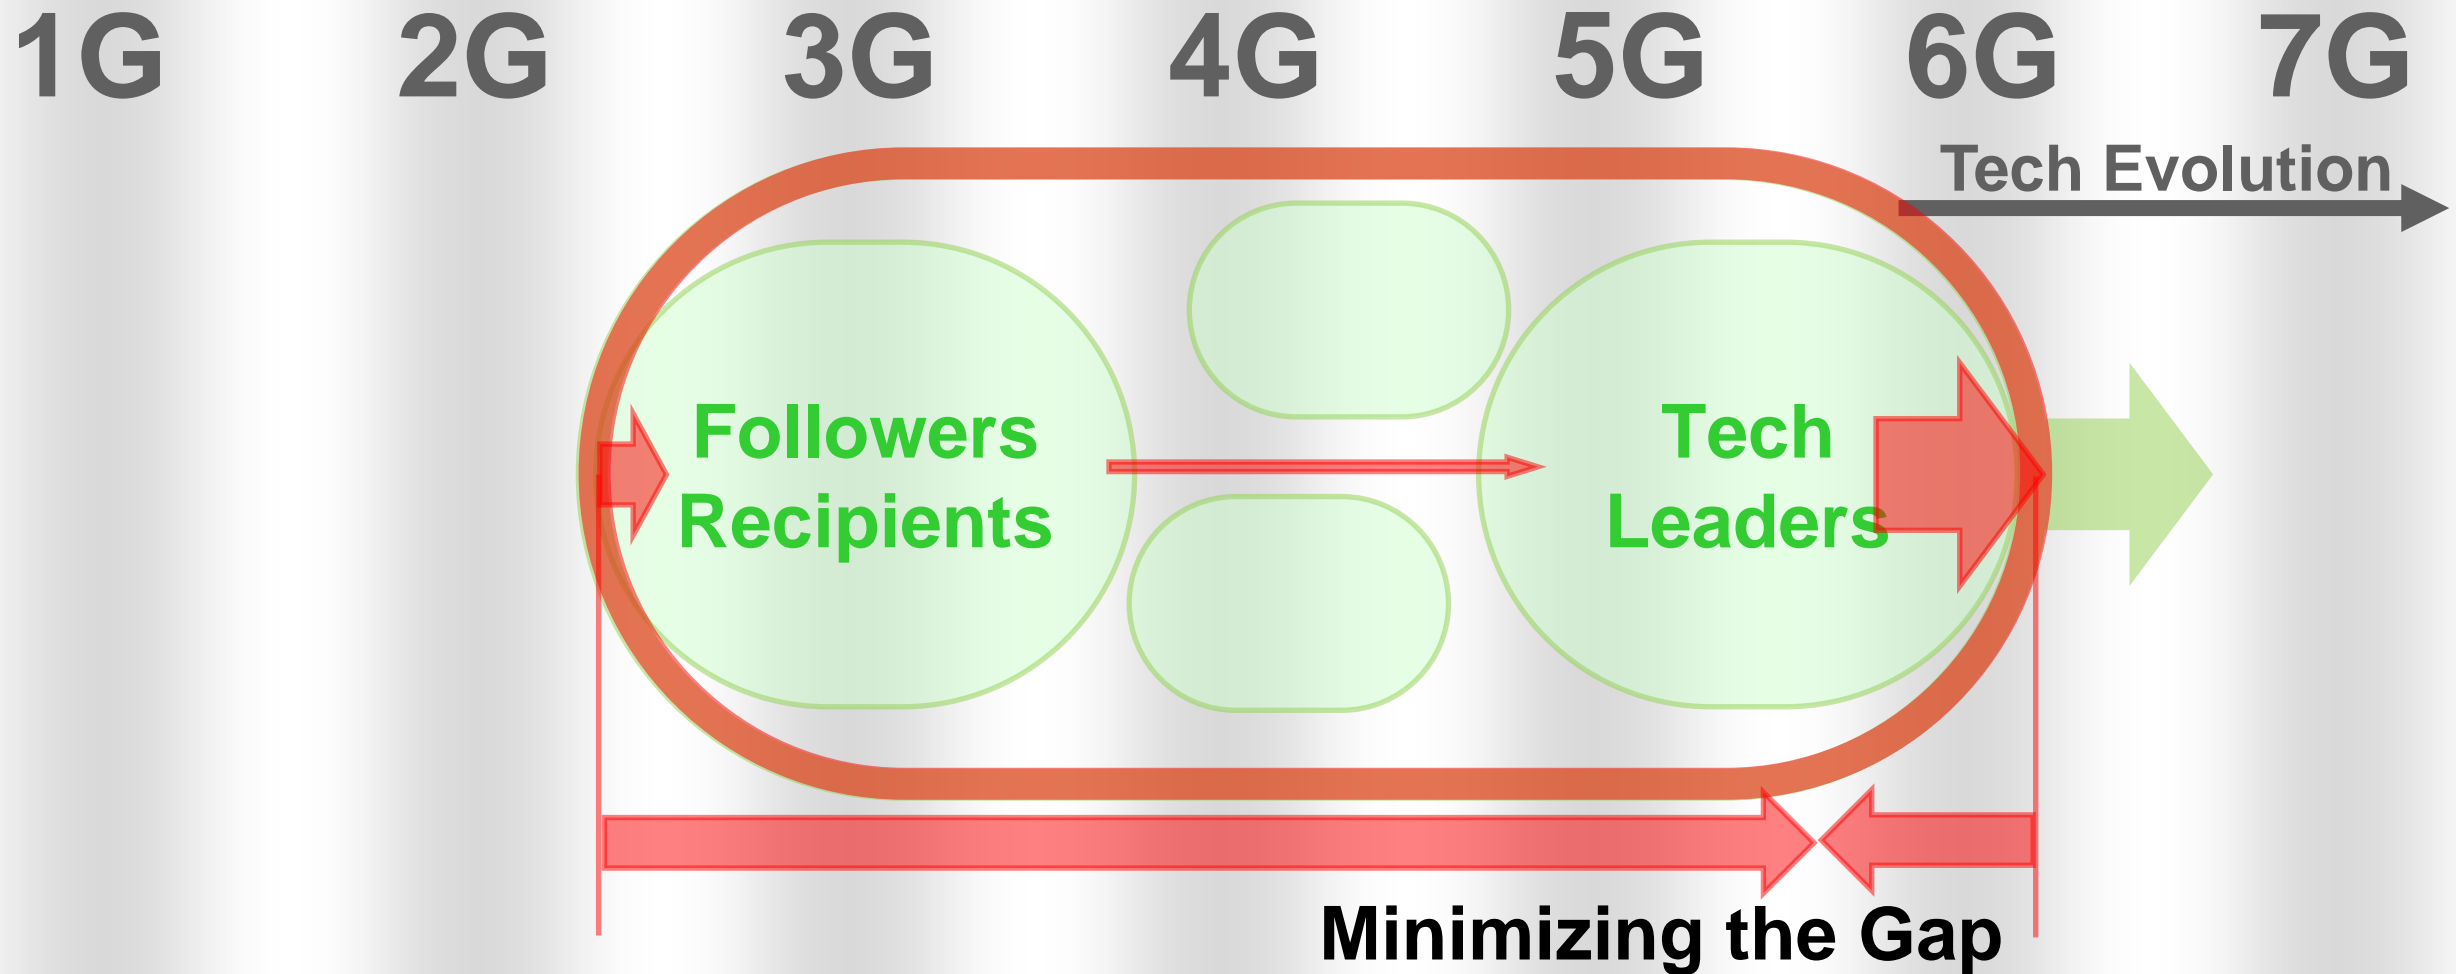 1G 2G 3G 4G 5G 6G 7G
Tech Evolution
Followers
Recipients
Tech
Leaders
Minimizing the Gap